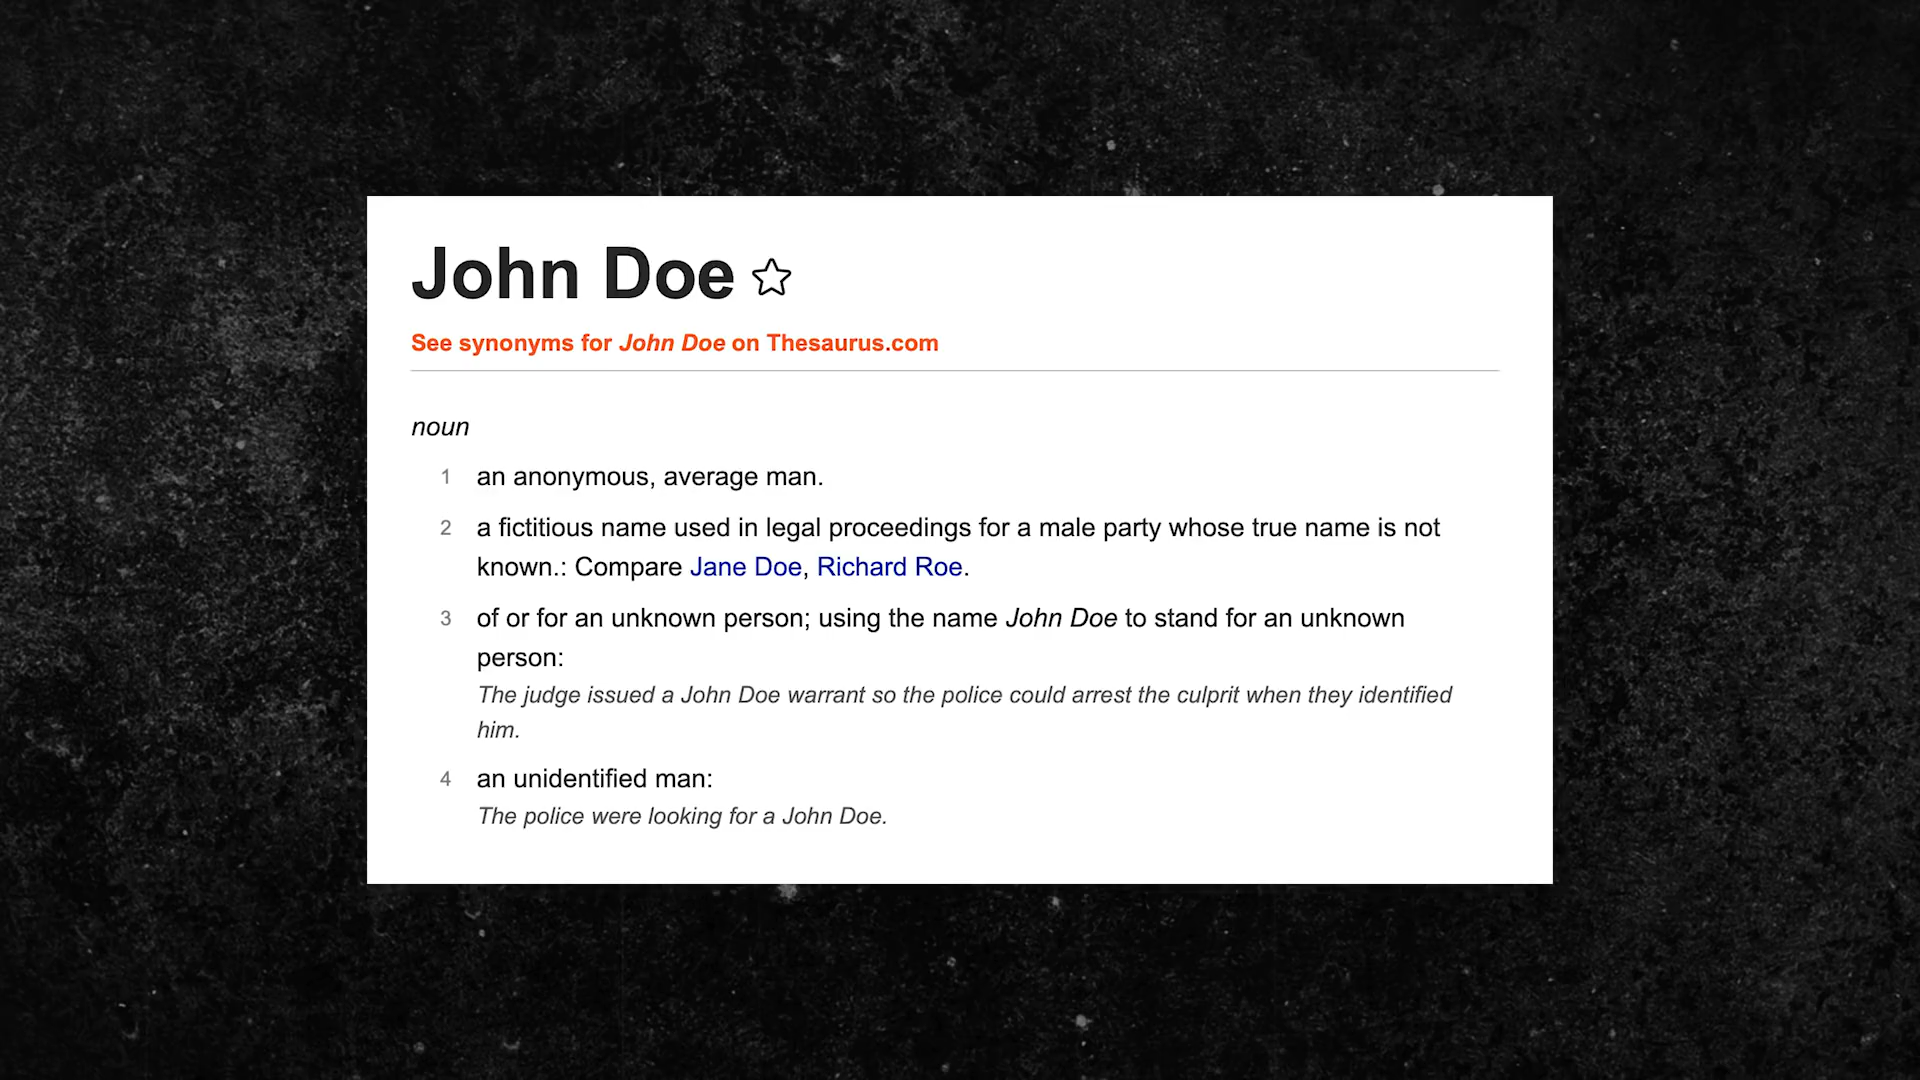 John Doe
See synonyms for John Doe on Thesaurus.com
noun
1 an anonymous, average man.
2 a fictitious name used in legal proceedings for a male party whose true name is not
known.: Compare Jane Doe, Richard Roe.
3 of or for an unknown person; using the name John Doe to stand for an unknown
person:
The judge issued a John Doe warrant so the police could arrest the culprit when they identified
him.
4 an unidentified man:
The police were looking for a John Doe.